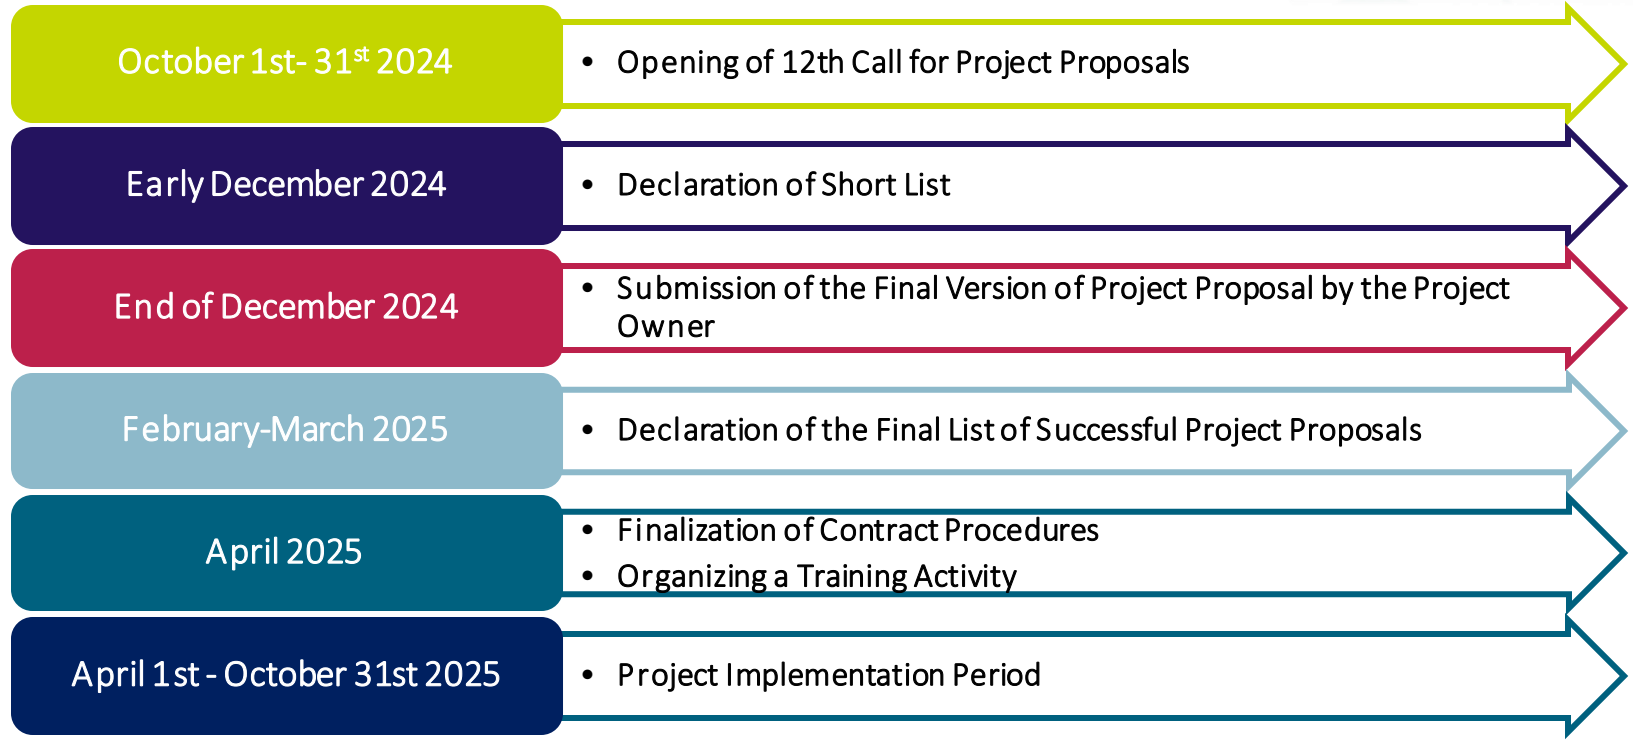 October 1st- 31st 2024
• Opening of 12th Call for Project Proposals
Early December 2024
• Declaration of Short List
End of December 2024
• Submission of the Final Version of Project Proposal by the Project
Owner
February-March 2025
• Declaration of the Final List of Successful Project Proposals
April 2025
• Finalization of Contract Procedures
• Organizing a Training Activity
April 1st - October 31st 2025
• Project Implementation Period